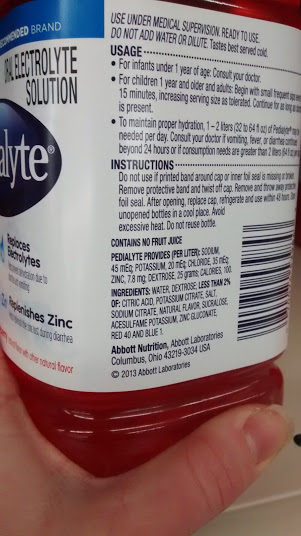 COMMENDED BRAND
ORAL ELECTROLYTE
SOLUTION
alyte®
Replaces
Electrolytes
Replenishes Zinc
with other natural flavor
USE UNDER MEDICAL SUPERVISION. READY TO USE.
DO NOT ADD WATER OR DILUTE. Tastes best served cold.
USAGE
• For infants under 1 year of age: Consult your doctor.
• For children 1 year and older and adults: Begin with small frequent sips every
15 minutes, increasing serving size as tolerated. Continue for as long as
is present.
• To maintain proper hydration, 1 – 2 liters (32 to 64 fl oz) of Pedialyte may be
needed per day. Consult your doctor if vomiting, fever, or diarrhea continues
beyond 24 hours or if consumption needs are greater than 2 liters (64 fl oz)
INSTRUCTIONS
Do not use if printed band around cap or inner foil seal is missing or broken.
Remove protective band and twist off cap. Remove and throw away protective
foil seal. After opening, replace cap, refrigerate and use within 48 hours.
unopened bottles in a cool place. Avoid
excessive heat. Do not reuse bottle.
CONTAINS NO FRUIT JUICE
PEDIALYTE PROVIDES (PER LITER): SODIUM,
45 mEq; POTASSIUM, 20 mEq; CHLORIDE, 35 mEq;
ZINC, 7.8 mg; DEXTROSE, 25 grams; CALORIES, 100.
INGREDIENTS: WATER, DEXTROSE. LESS THAN 2%
OF: CITRIC ACID, POTASSIUM CITRATE, SALT,
SODIUM CITRATE, NATURAL FLAVOR, SUCRALOSE,
ACESULFAME POTASSIUM, ZINC GLUCONATE,
RED 40 AND BLUE 1.
Abbott Nutrition, Abbott Laboratories
Columbus, Ohio 43219-3034 USA
© 2013 Abbott Laboratories